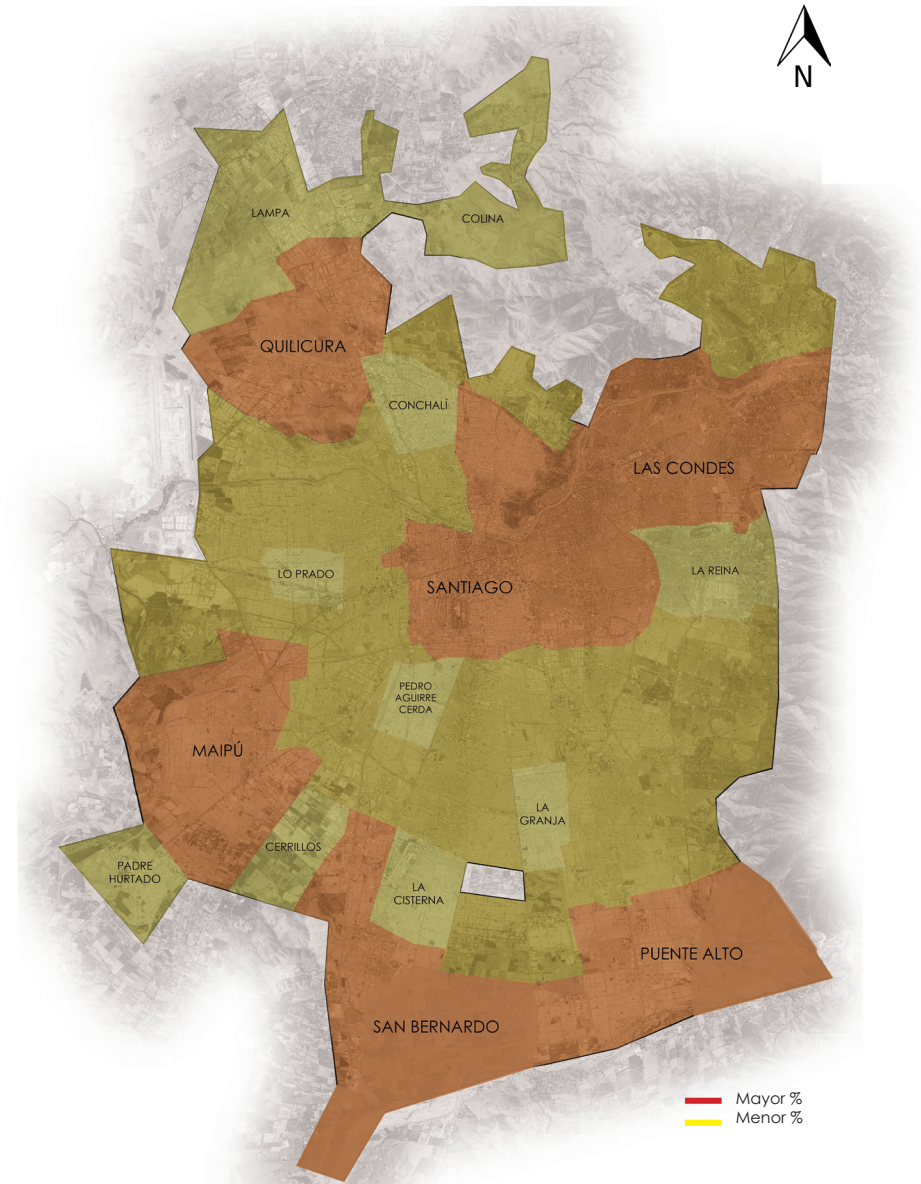 N
LAMPA
COLINA
QUILICURA
CONCHALÍ
LAS CONDES
LO PRADO
SANTIAGO
LA REINA
PEDRO
AGUIRRE
CERDA
MAIPÚ
LA
GRANJA
CERRILLOS
PADRE
HURTADO
LA
CISTERNA
PUENTE ALTO
SAN BERNARDO
Mayor %
Menor %